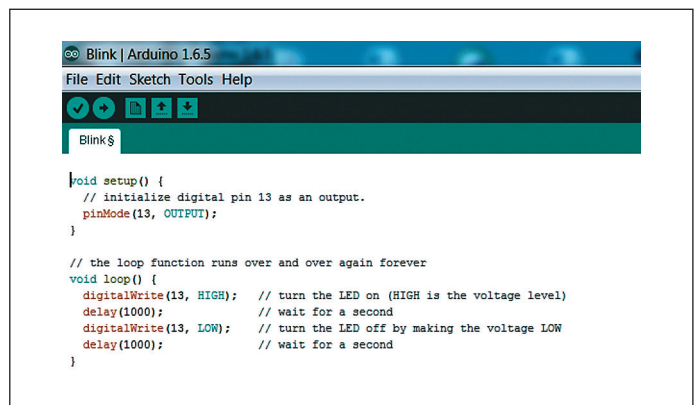 Blink | Arduino 1.6.5
File Edit Sketch Tools Help
Blink §
void setup() {
  // initialize digital pin 13 as an output.
  pinMode(13, OUTPUT);
}
// the loop function runs over and over again forever
void loop() {
  digitalWrite(13, HIGH);   // turn the LED on (HIGH is the voltage level)
  delay(1000);              // wait for a second
  digitalWrite(13, LOW);    // turn the LED off by making the voltage LOW
  delay(1000);              // wait for a second
}